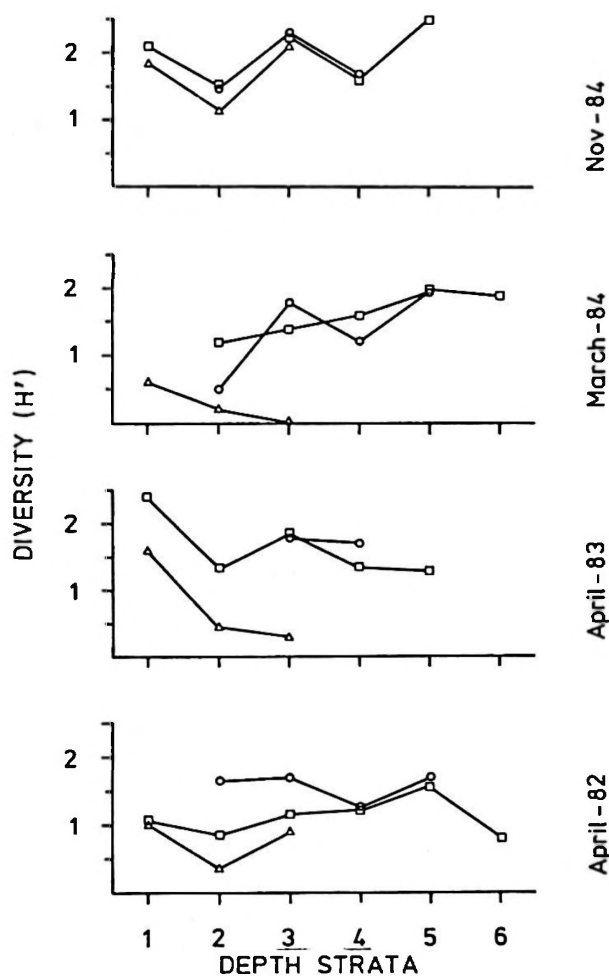 2
1
Nov-84
2
1
March-84
DIVERSITY (H')
2
1
April-83
2
1
April-82
1 2 3 4 5 6
DEPTH STRATA